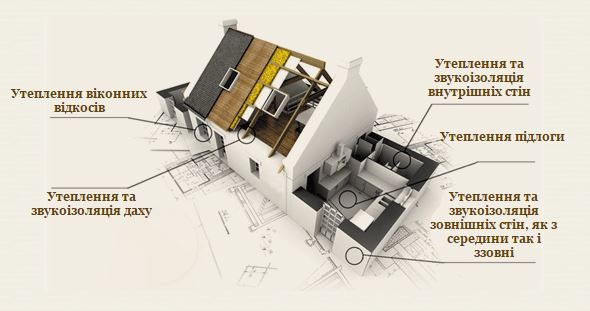 Утеплення віконних
відкосів
Утеплення та
звукоізоляція даху
Утеплення та
звукоізоляція
внутрішніх стін
Утеплення підлоги
Утеплення та
звукоізоляція
зовнішніх стін, як з
середини так і
ззовні